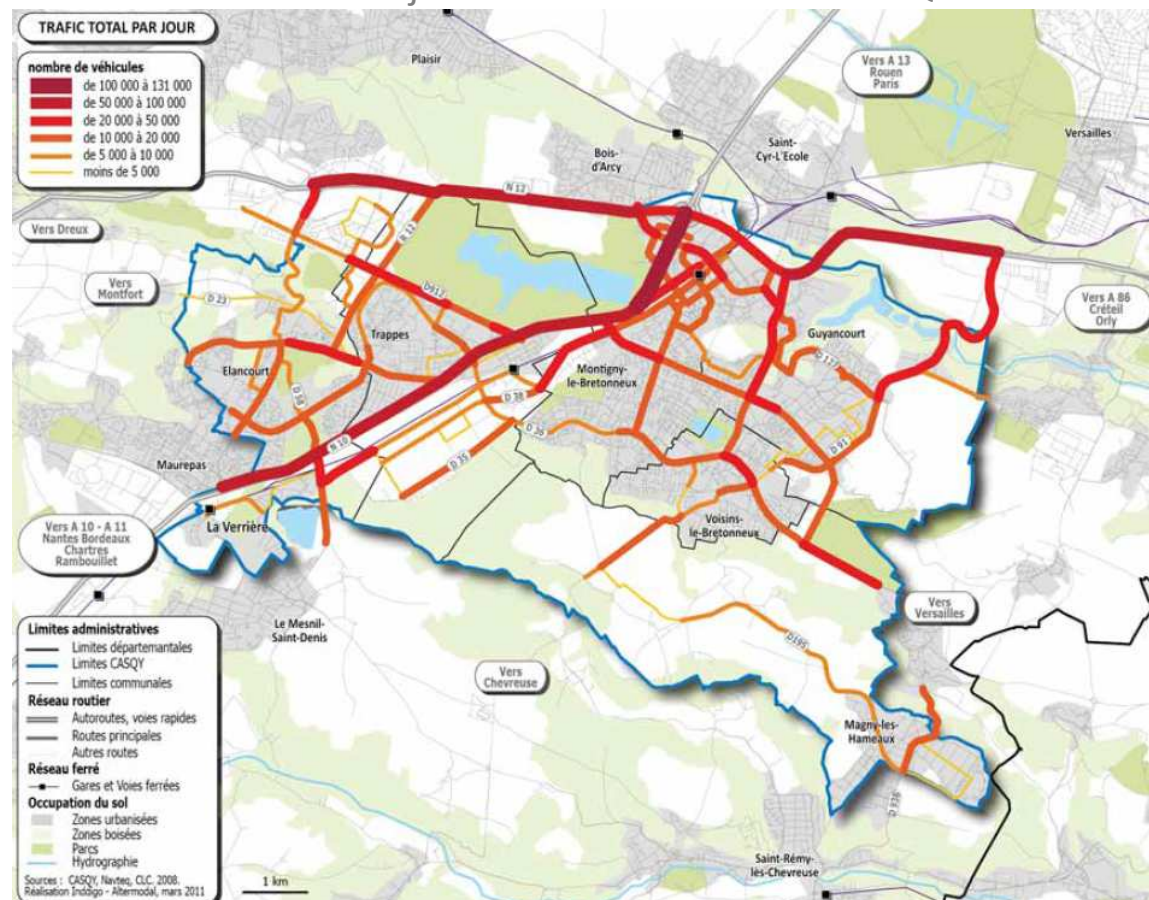 TRAFIC TOTAL PAR JOUR
nombre de véhicules
de 100 000 à 131 000
de 50 000 à 100 000
de 20 000 à 50 000
de 10 000 à 20 000
de 5 000 à 10 000
moins de 5 000
Plaisir
Vers A 13
Rouen
Paris
Versailles
Bois-
d'Arcy
Saint-
Cyr-L'Ecole
N 12
Vers Dreux
R 12
Vers
Montfort
D 23
D912
Vers A 86
Créteil
Orly
Trappes
Guyancourt
Elancourt
Montigny-
le-Bretonneux
D 127
D 58
D 38
D 36
N 10
D 91
D 35
Maurepas
La Verrière
Voisins-
le-Bretonneux
Vers A 10 - A 11
Nantes Bordeaux
Chartres
Rambouillet
Vers
Versailles
Le Mesnil-
Saint-Denis
D195
Vers
Chevreuse
Magny-les-
Hameaux
D 936
Saint-Rémy-
lès-Chevreuse
Limites administratives
Limites départemantales
Limites CASQY
Limites communales
Réseau routier
Autoroutes, voies rapides
Routes principales
Autres routes
Réseau ferré
Gares et Voies ferrées
Occupation du sol
Zones urbanisées
Zones boisées
Parcs
Hydrographie
Sources : CASQY, Navteq, CLC. 2008.
Réalisation Inddigo - Altermodal, mars 2011
1 km